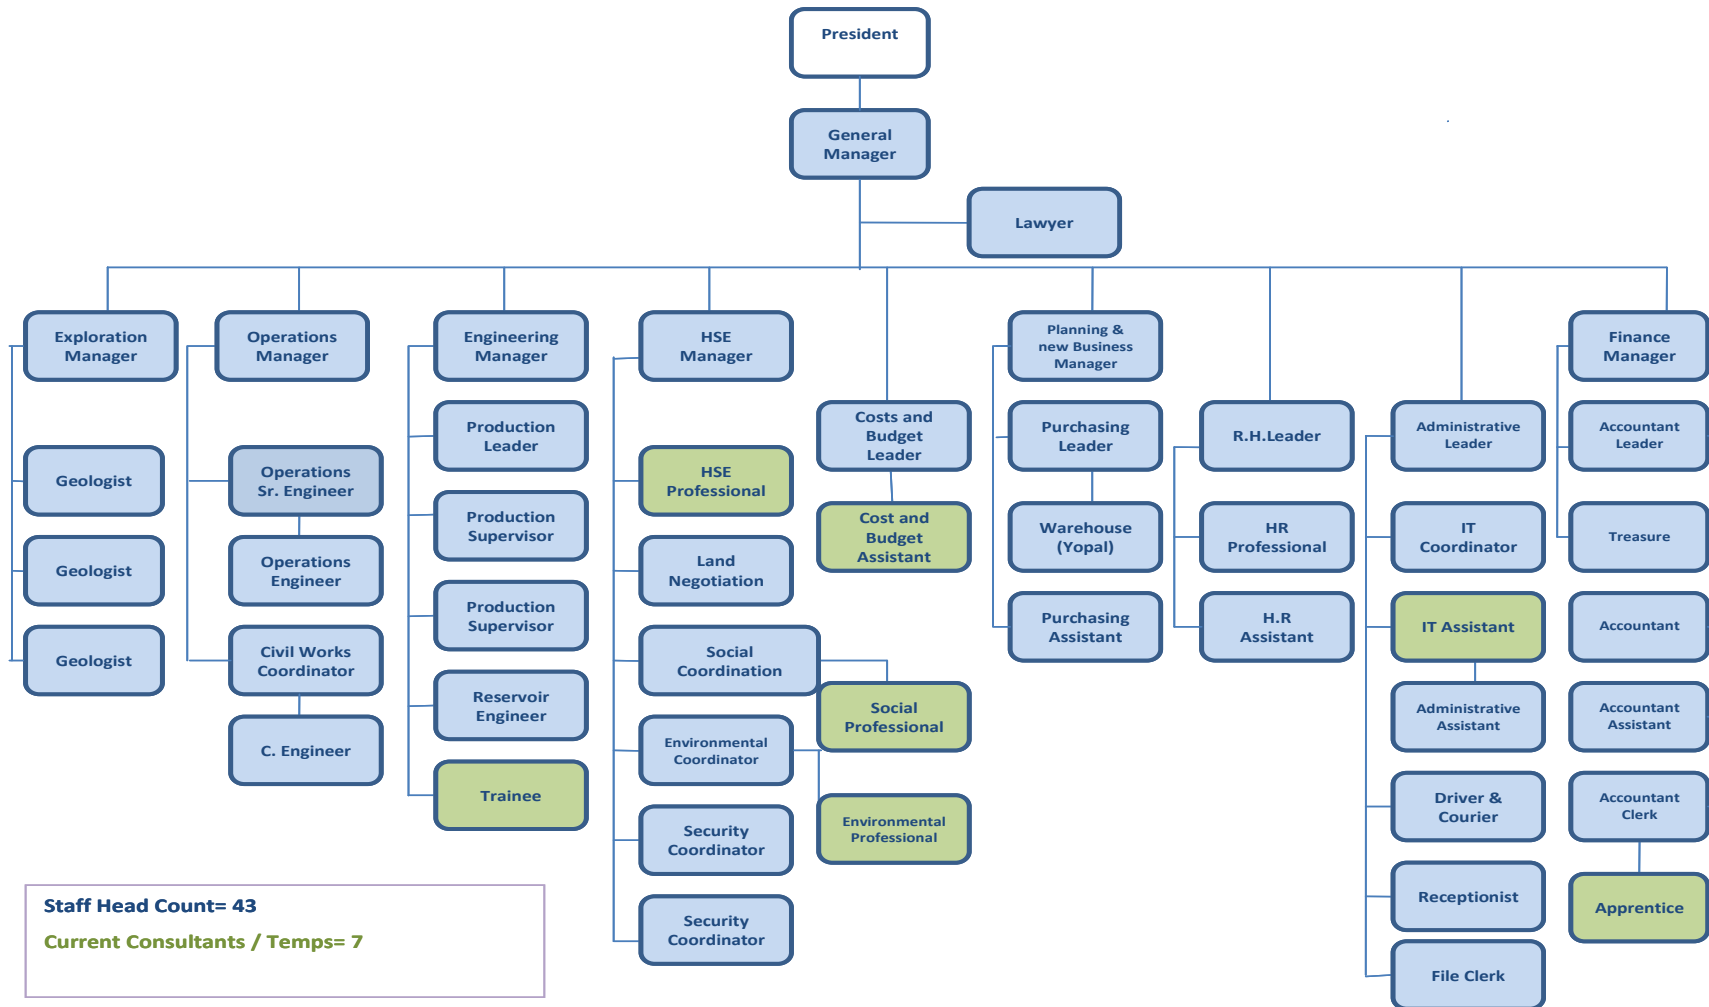 President
General
Manager
Lawyer
Exploration
Manager
Operations
Manager
Engineering
Manager
HSE
Manager
Planning &
new Business
Manager
Finance
Manager
Production
Leader
Costs and
Budget
Leader
Purchasing
Leader
R.H.Leader
Administrative
Leader
Accountant
Leader
Geologist
Operations
Sr. Engineer
HSE
Professional
Production
Supervisor
Cost and
Budget
Assistant
Warehouse
(Yopal)
HR
Professional
IT
Coordinator
Treasure
Geologist
Operations
Engineer
Land
Negotiation
Production
Supervisor
Purchasing
Assistant
H.R
Assistant
IT Assistant
Accountant
Geologist
Civil Works
Coordinator
Social
Coordination
Reservoir
Engineer
Social
Professional
Administrative
Assistant
Accountant
Assistant
C. Engineer
Environmental
Coordinator
Trainee
Environmental
Professional
Driver &
Courier
Accountant
Clerk
Security
Coordinator
Receptionist
Apprentice
Security
Coordinator
File Clerk
Staff Head Count= 43
Current Consultants / Temps= 7